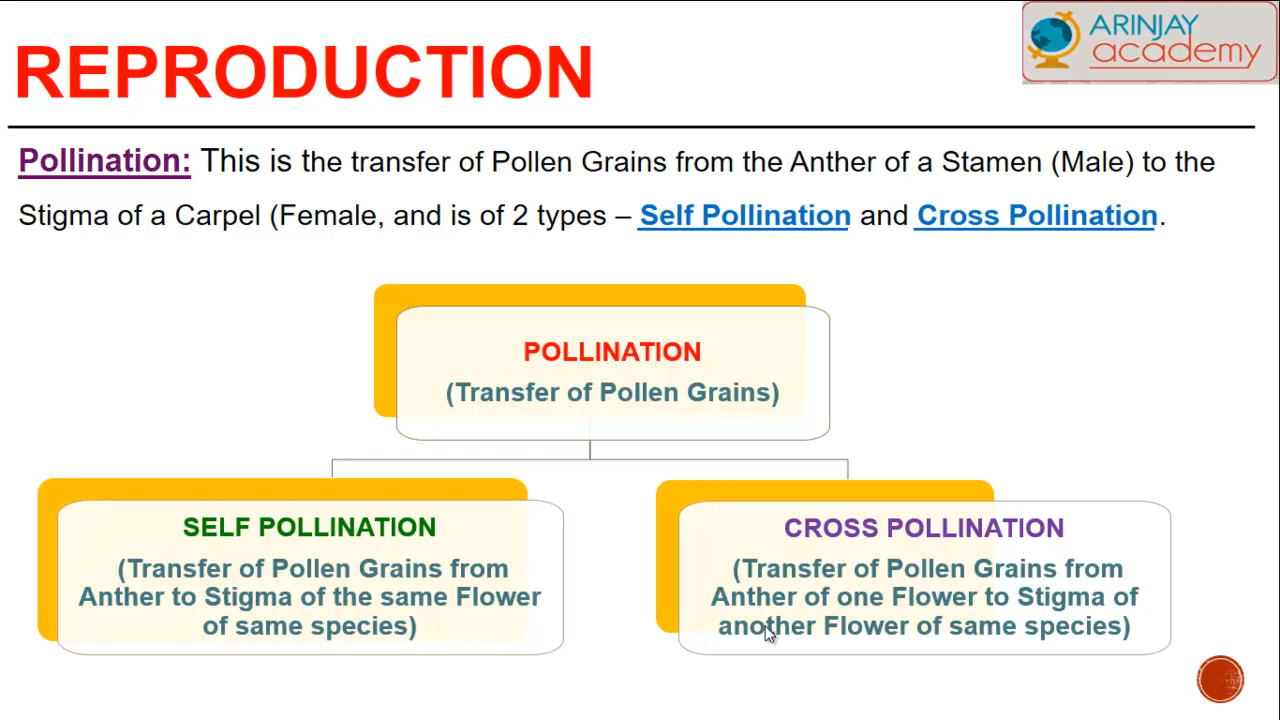 REPRODUCTION
ARINJAY
academy
Pollination: This is the transfer of Pollen Grains from the Anther of a Stamen (Male) to the
Stigma of a Carpel (Female, and is of 2 types – Self Pollination and Cross Pollination.
POLLINATION
(Transfer of Pollen Grains)
SELF POLLINATION
(Transfer of Pollen Grains from
Anther to Stigma of the same Flower
of same species)
CROSS POLLINATION
(Transfer of Pollen Grains from
Anther of one Flower to Stigma of
another Flower of same species)